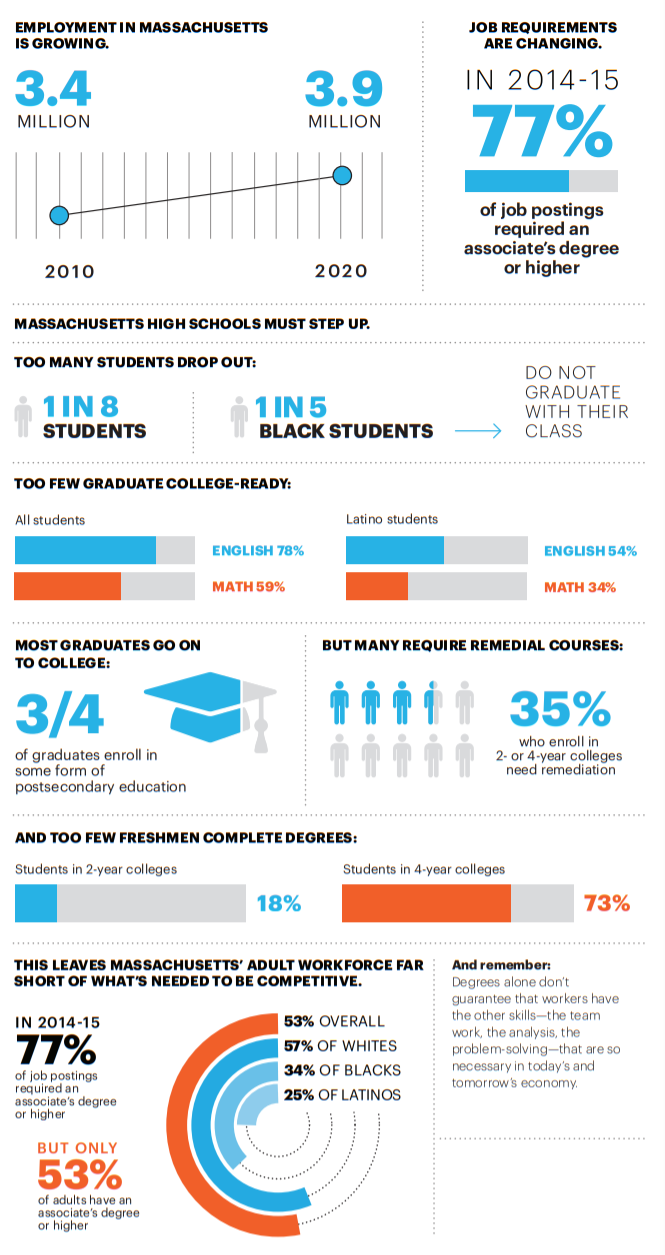 EMPLOYMENT IN MASSACHUSETTS
IS GROWING.
3.4
MILLION
3.9
MILLION
2010
2020
JOB REQUIREMENTS
ARE CHANGING.
IN 2014-15
77%
of job postings
required an
associate's degree
or higher
MASSACHUSETTS HIGH SCHOOLS MUST STEP UP.
TOO MANY STUDENTS DROP OUT:
1 IN 8
STUDENTS
1 IN 5
BLACK STUDENTS
DO NOT
GRADUATE
WITH THEIR
CLASS
TOO FEW GRADUATE COLLEGE-READY:
All students
ENGLISH 78%
MATH 59%
Latino students
ENGLISH 54%
MATH 34%
MOST GRADUATES GO ON
TO COLLEGE:
3/4
of graduates enroll in
some form of
postsecondary education
BUT MANY REQUIRE REMEDIAL COURSES:
35%
who enroll in
2- or 4-year colleges
need remediation
AND TOO FEW FRESHMEN COMPLETE DEGREES:
Students in 2-year colleges
18%
Students in 4-year colleges
73%
THIS LEAVES MASSACHUSETTS' ADULT WORKFORCE FAR
SHORT OF WHAT'S NEEDED TO BE COMPETITIVE.
IN 2014-15
77%
of job postings
required an
associate's degree
or higher
BUT ONLY
53%
of adults have an
associate's degree
or higher
53% OVERALL
57% OF WHITES
34% OF BLACKS
25% OF LATINOS
And remember:
Degrees alone don't
guarantee that workers have
the other skills—the team
work, the analysis, the
problem-solving—that are so
necessary in today's and
tomorrow's economy.